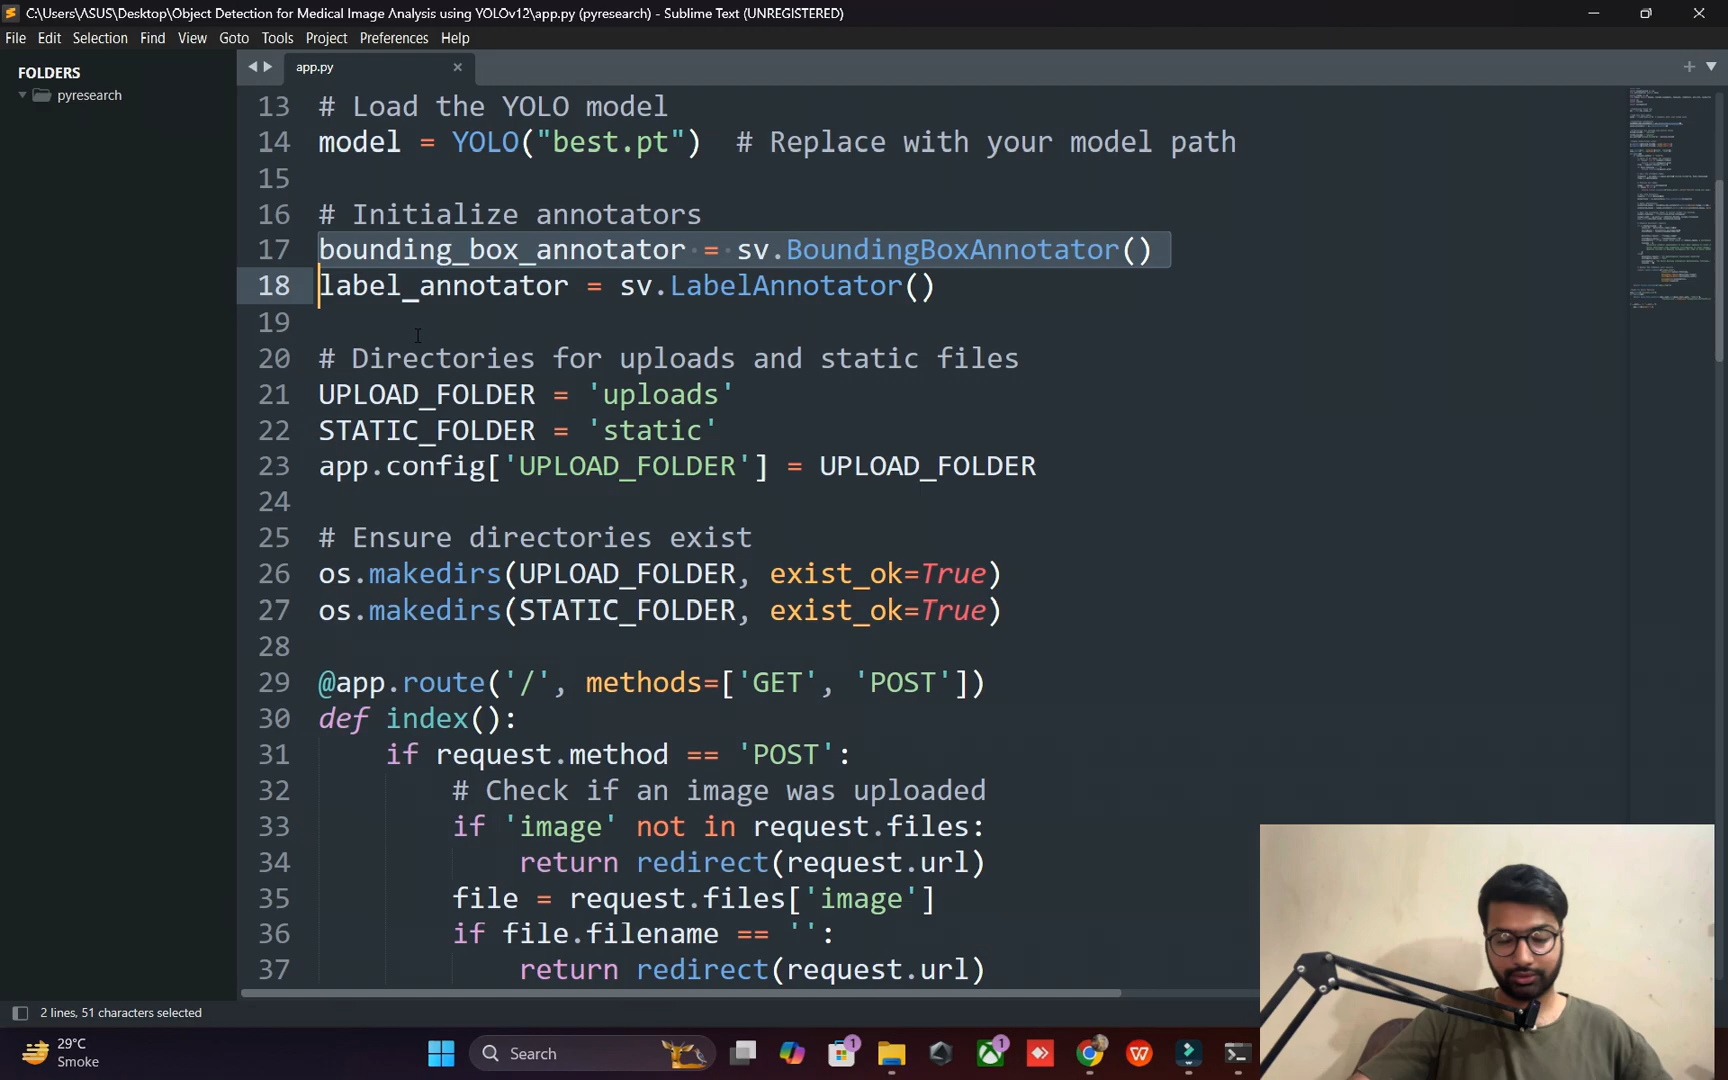 C:\Users\ASUS\Desktop\Object Detection for Medical Image Analysis using YOLOv12\app.py (pyresearch) - Sublime Text (UNREGISTERED)
File Edit Selection Find View Goto Tools Project Preferences Help
FOLDERS
pyresearch
app.py
13 # Load the YOLO model
14 model = YOLO("best.pt")  # Replace with your model path
15
16 # Initialize annotators
17 bounding_box_annotator = sv.BoundingBoxAnnotator()
18 label_annotator = sv.LabelAnnotator()
19
20 # Directories for uploads and static files
21 UPLOAD_FOLDER = 'uploads'
22 STATIC_FOLDER = 'static'
23 app.config['UPLOAD_FOLDER'] = UPLOAD_FOLDER
24
25 # Ensure directories exist
26 os.makedirs(UPLOAD_FOLDER, exist_ok=True)
27 os.makedirs(STATIC_FOLDER, exist_ok=True)
28
29 @app.route('/', methods=['GET', 'POST'])
30 def index():
31     if request.method == 'POST':
32         # Check if an image was uploaded
33         if 'image' not in request.files:
34             return redirect(request.url)
35         file = request.files['image']
36         if file.filename == '':
37             return redirect(request.url)
2 lines, 51 characters selected
29°C
Smoke
Search
1
1